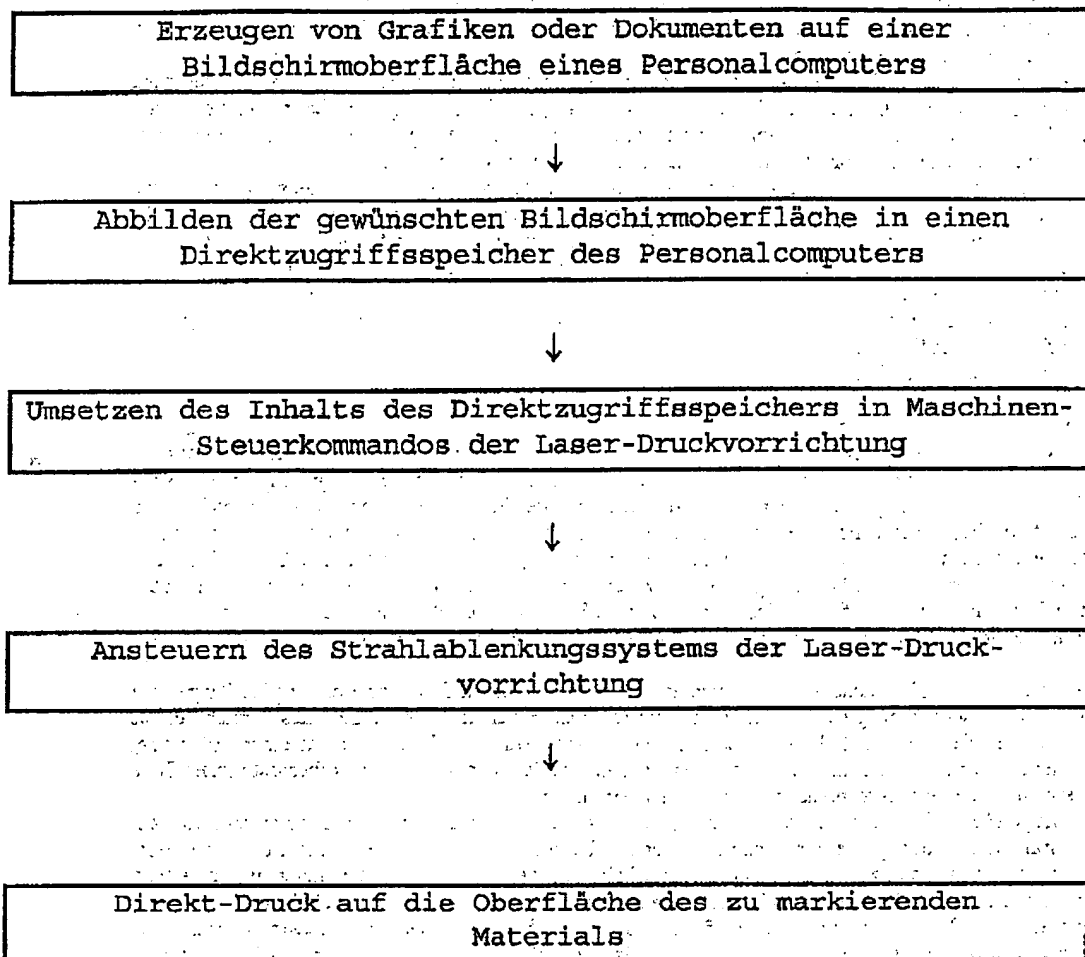 Erzeugen von Grafiken oder Dokumenten auf einer
Bildschirmoberfläche eines Personalcomputers
↓
Abbilden der gewünschten Bildschirmoberfläche in einen
Direktzugriffsspeicher des Personalcomputers
↓
Umsetzen des Inhalts des Direktzugriffsspeichers in Maschinen-
Steuerkommandos der Laser-Druckvorrichtung
↓
Ansteuern des Strahlablenkungssystems der Laser-Druck-
vorrichtung
↓
Direkt-Druck auf die Oberfläche des zu markierenden
Materials